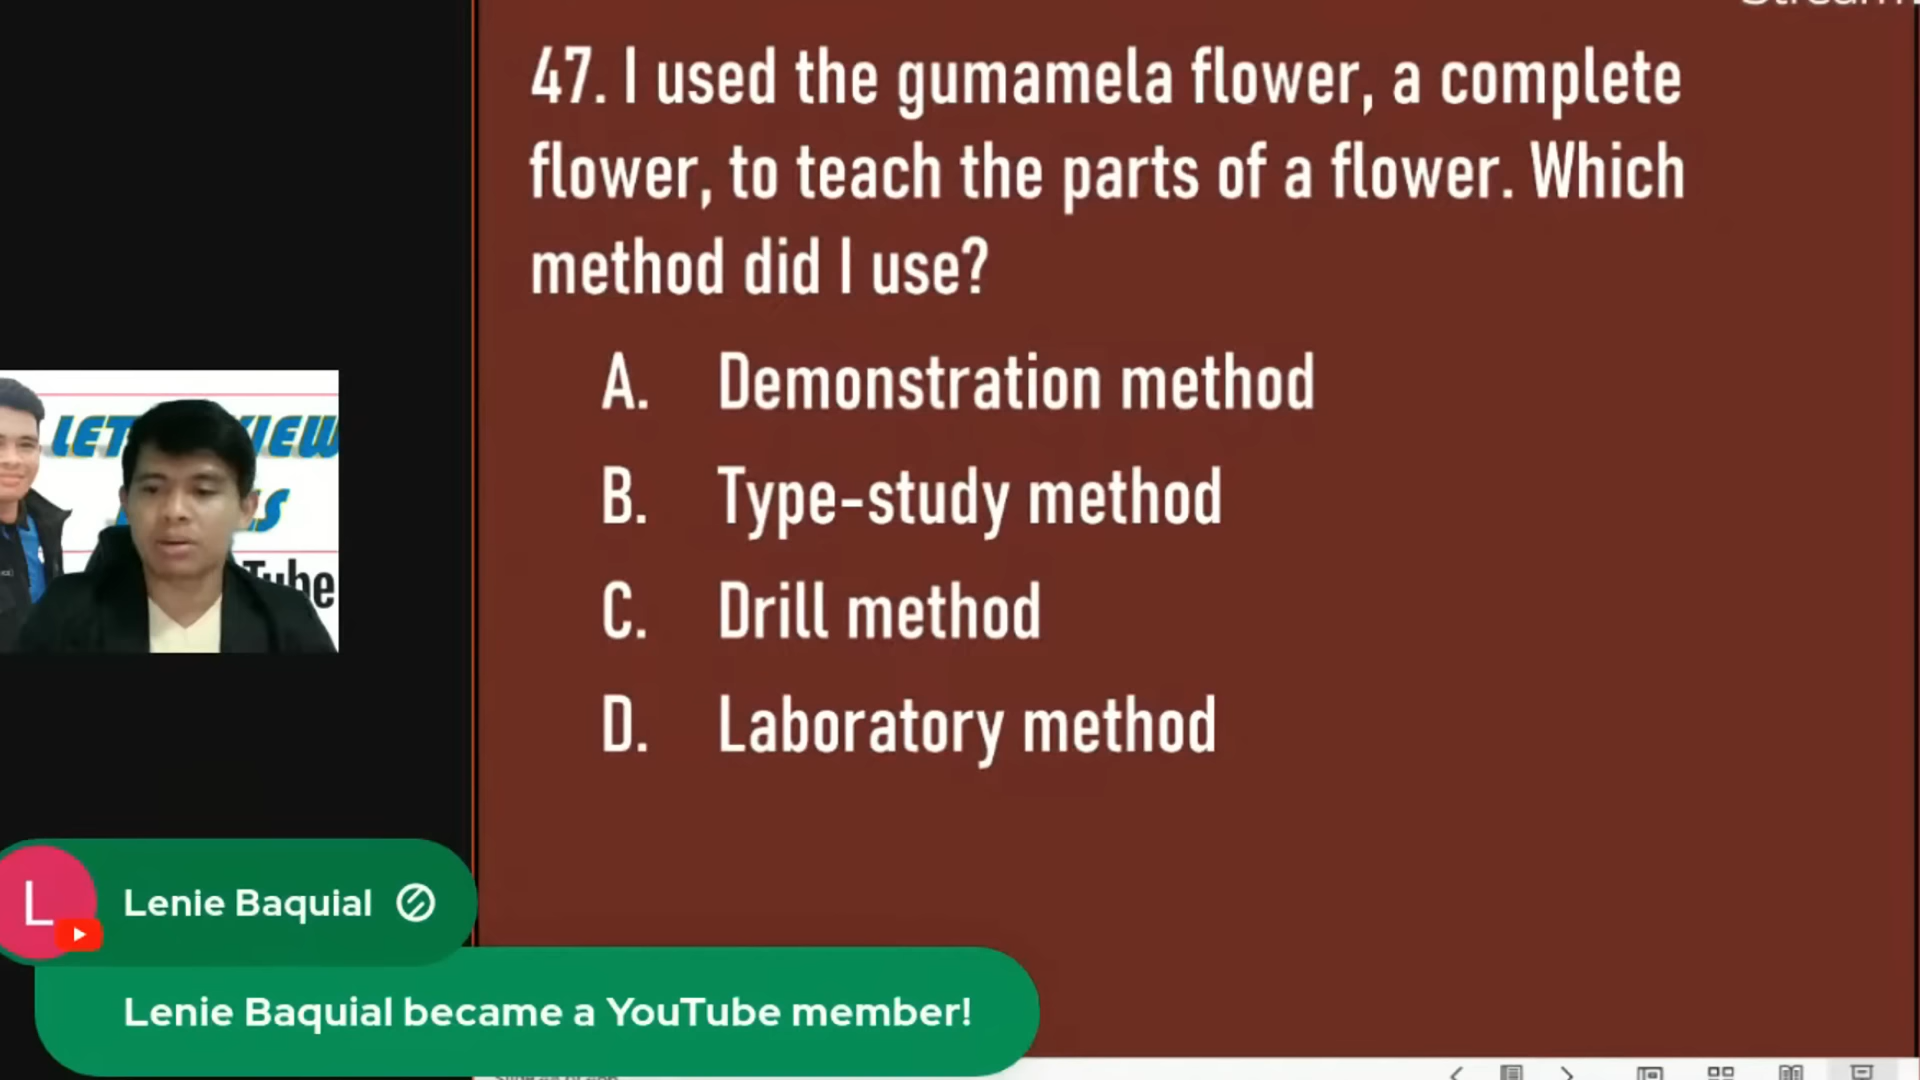 47. I used the gumamela flower, a complete
flower, to teach the parts of a flower. Which
method did I use?
A. Demonstration method
B. Type-study method
C. Drill method
D. Laboratory method
L
Lenie Baquial
Lenie Baquial became a YouTube member!